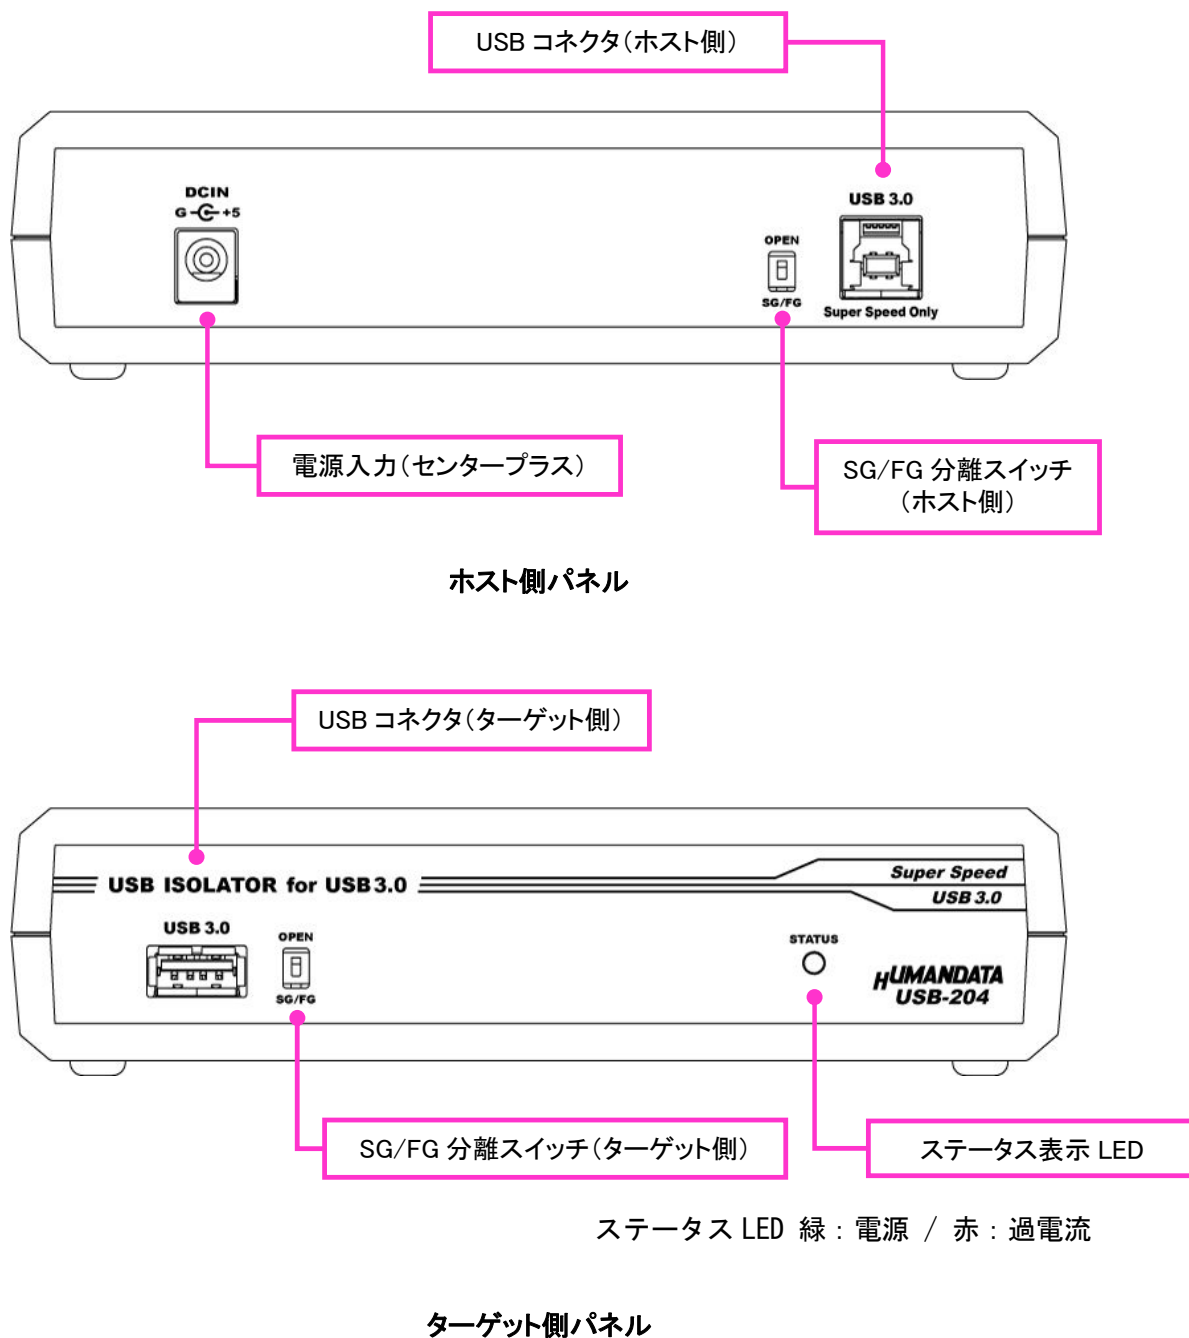 USB コネクタ（ホスト側）
DCIN
G +5
USB 3.0
OPEN
SG/FG
Super Speed Only
電源入力（センタープラス）
SG/FG 分離スイッチ
（ホスト側）
ホスト側パネル
USB コネクタ（ターゲット側）
USB ISOLATOR for USB3.0
Super Speed
USB 3.0
USB 3.0
OPEN
SG/FG
STATUS
HUMANDATA
USB-204
SG/FG 分離スイッチ（ターゲット側）
ステータス表示 LED
ステータス LED 緑：電源 / 赤：過電流
ターゲット側パネル